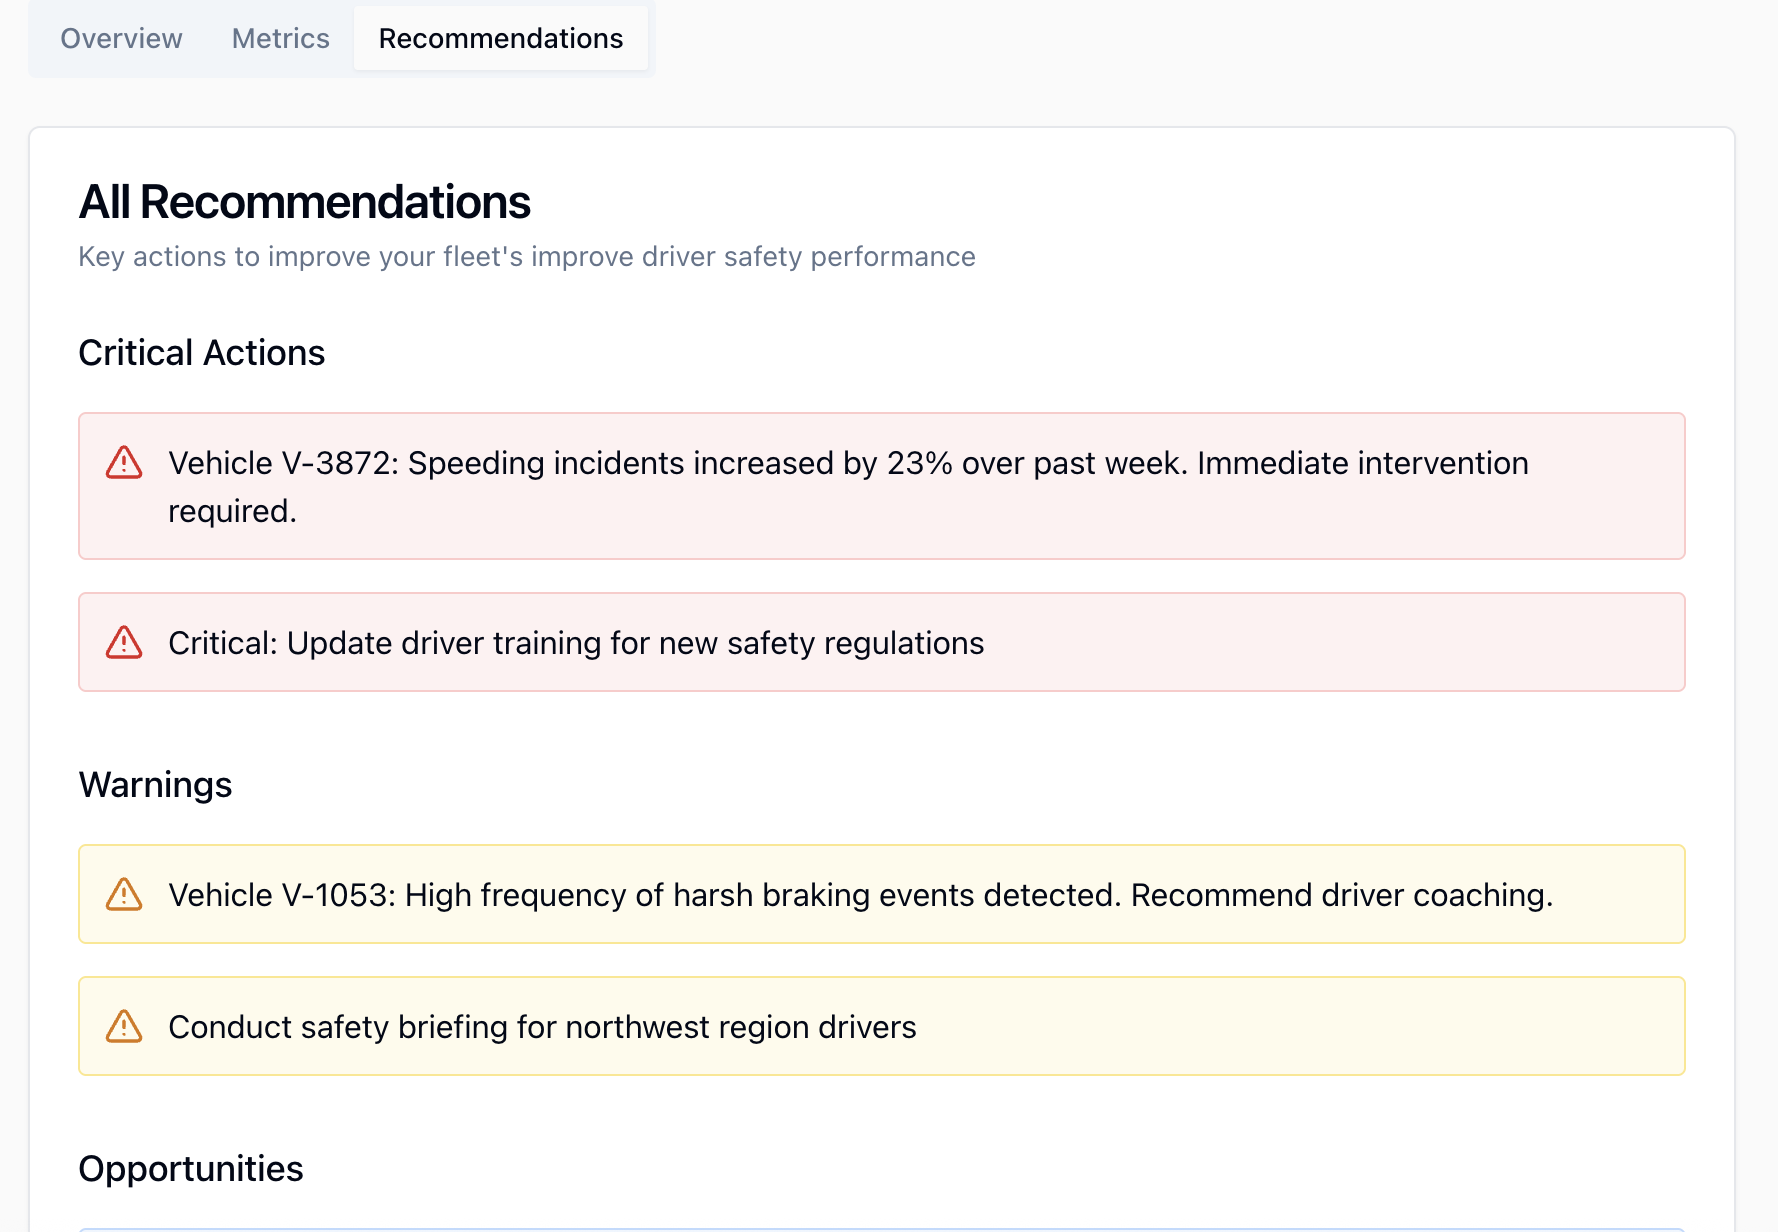 Overview Metrics Recommendations
All Recommendations
Key actions to improve your fleet's improve driver safety performance
Critical Actions
Vehicle V-3872: Speeding incidents increased by 23% over past week. Immediate intervention
required.
Critical: Update driver training for new safety regulations
Warnings
Vehicle V-1053: High frequency of harsh braking events detected. Recommend driver coaching.
Conduct safety briefing for northwest region drivers
Opportunities